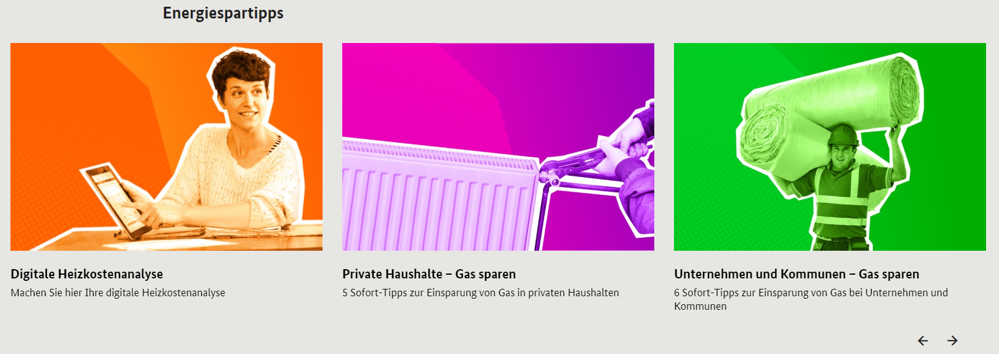 Energiespartipps
Digitale Heizkostenanalyse
Machen Sie hier Ihre digitale Heizkostenanalyse
Private Haushalte – Gas sparen
5 Sofort-Tipps zur Einsparung von Gas in privaten Haushalten
Unternehmen und Kommunen – Gas sparen
6 Sofort-Tipps zur Einsparung von Gas bei Unternehmen und
Kommunen